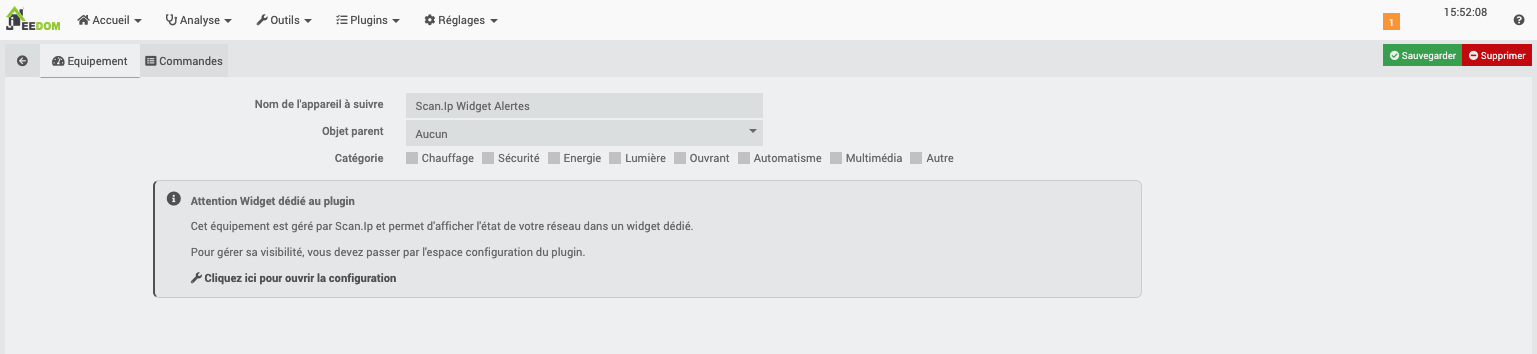 JEEDOM Accueil Analyse Outils Plugins Réglages 1 15:52:08
Equipement Commandes Sauvegarder Supprimer
Nom de l'appareil à suivre Scan.Ip Widget Alertes
Objet parent Aucun
Catégorie Chauffage Sécurité Energie Lumière Ouvrant Automatisme Multimédia Autre
Attention Widget dédié au plugin
Cet équipement est géré par Scan.Ip et permet d'afficher l'état de votre réseau dans un widget dédié.
Pour gérer sa visibilité, vous devez passer par l'espace configuration du plugin.
Cliquez ici pour ouvrir la configuration